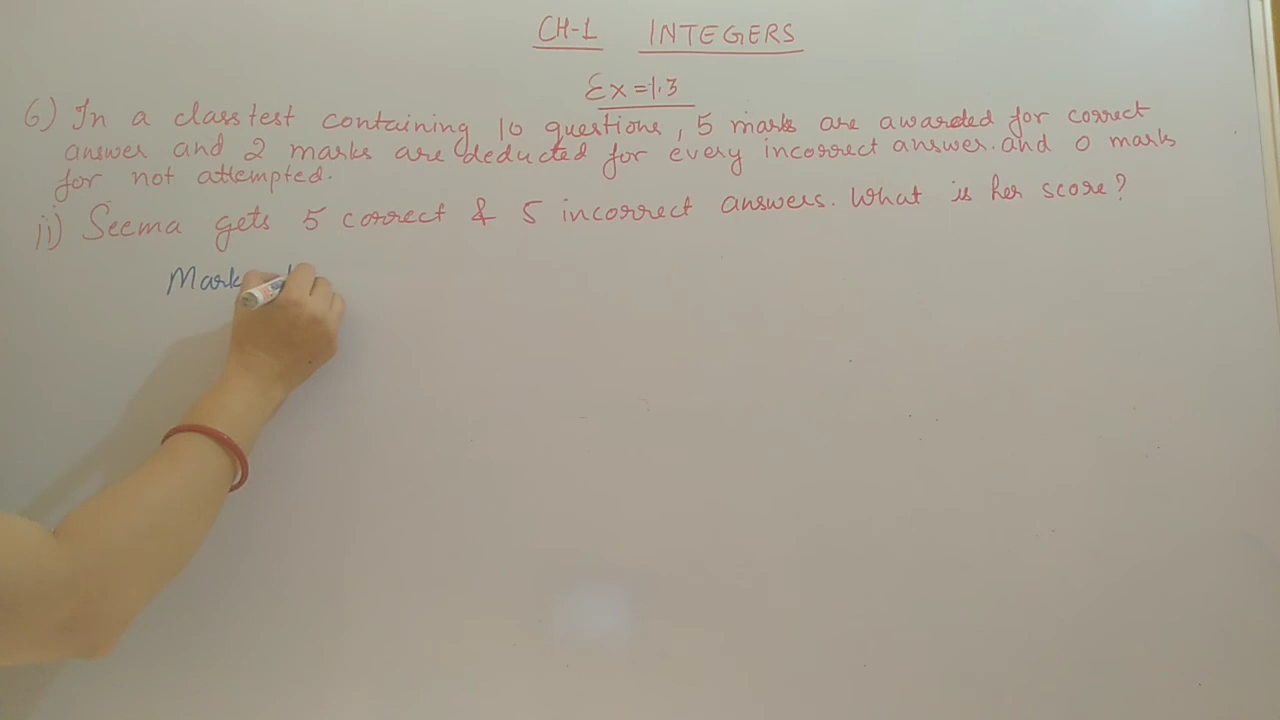 CH-1 INTEGERS
Ex = 1.3
6) In a class test containing 10 questions, 5 marks are awarded for correct
answer and 2 marks are deducted for every incorrect answer. and 0 marks
for not attempted.
ii) Seema gets 5 correct & 5 incorrect answers. What is her score?
Mark